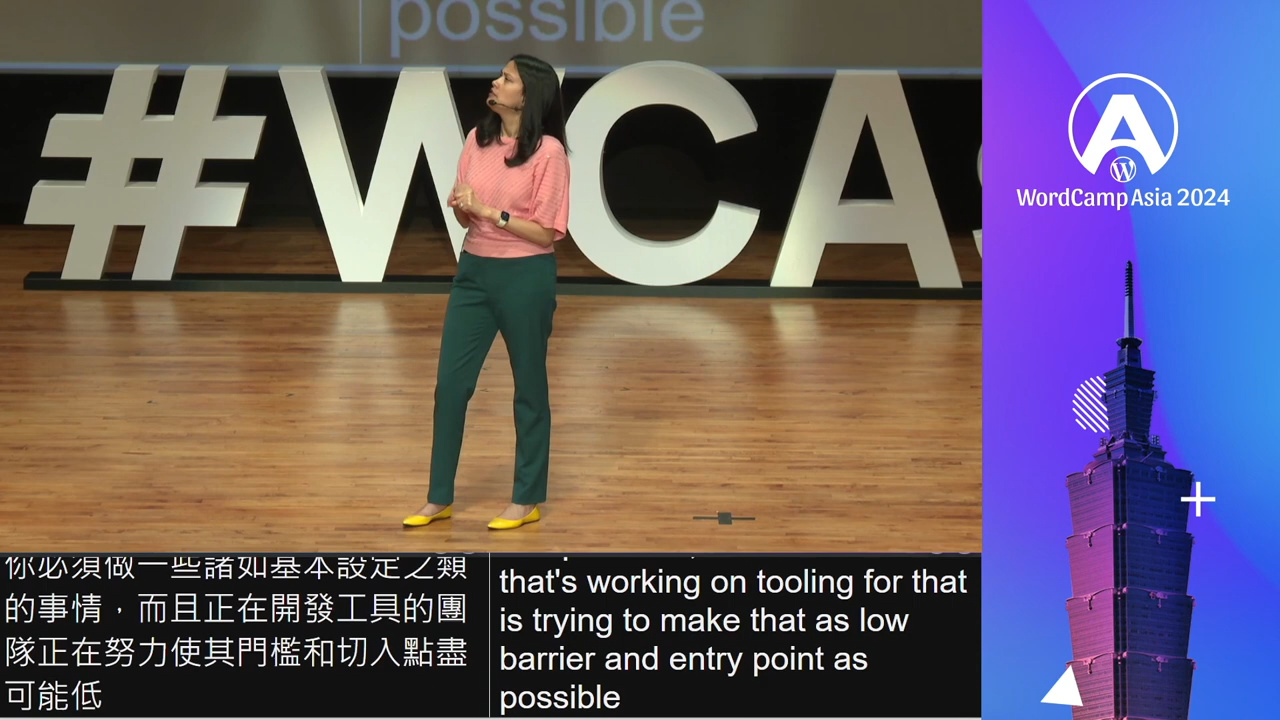 possible
#WCAS
WordCamp Asia 2024
你必須做一些諸如基本設定之類
的事情，而且正在開發工具的團
隊正在努力使其門檻和切入點盡
可能低
that's working on tooling for that
is trying to make that as low
barrier and entry point as
possible